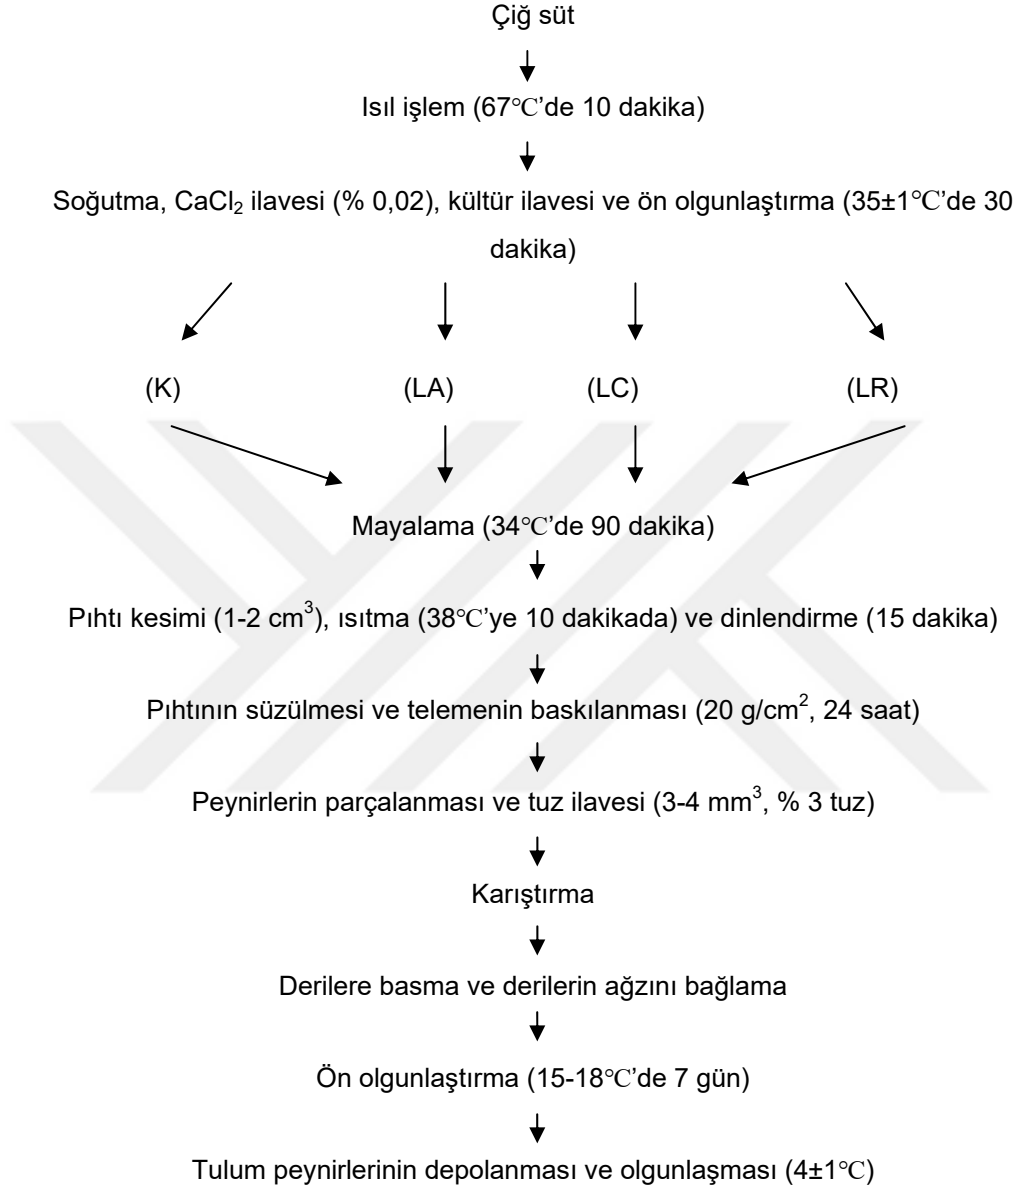 Çiğ süt
Isıl işlem (67℃’de 10 dakika)
Soğutma, CaCl₂ ilavesi (% 0,02), kültür ilavesi ve ön olgunlaştırma (35±1℃’de 30
dakika)
(K) (LA) (LC) (LR)
Mayalama (34℃’de 90 dakika)
Pıhtı kesimi (1-2 cm³), ısıtma (38℃’ye 10 dakikada) ve dinlendirme (15 dakika)
Pıhtının süzülmesi ve telemenin baskılanması (20 g/cm², 24 saat)
Peynirlerin parçalanması ve tuz ilavesi (3-4 mm³, % 3 tuz)
Karıştırma
Derilere basma ve derilerin ağzını bağlama
Ön olgunlaştırma (15-18℃’de 7 gün)
Tulum peynirlerinin depolanması ve olgunlaşması (4±1℃)